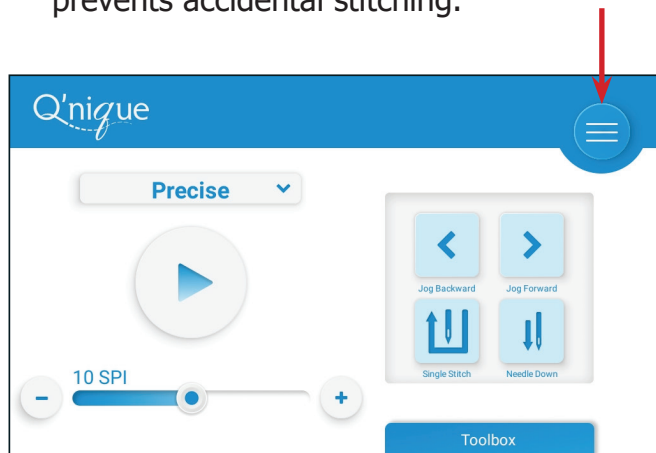 prevents accidental stitching.
Q'nique
Precise
Jog Backward
Jog Forward
10 SPI
Single Stitch
Needle Down
Toolbox